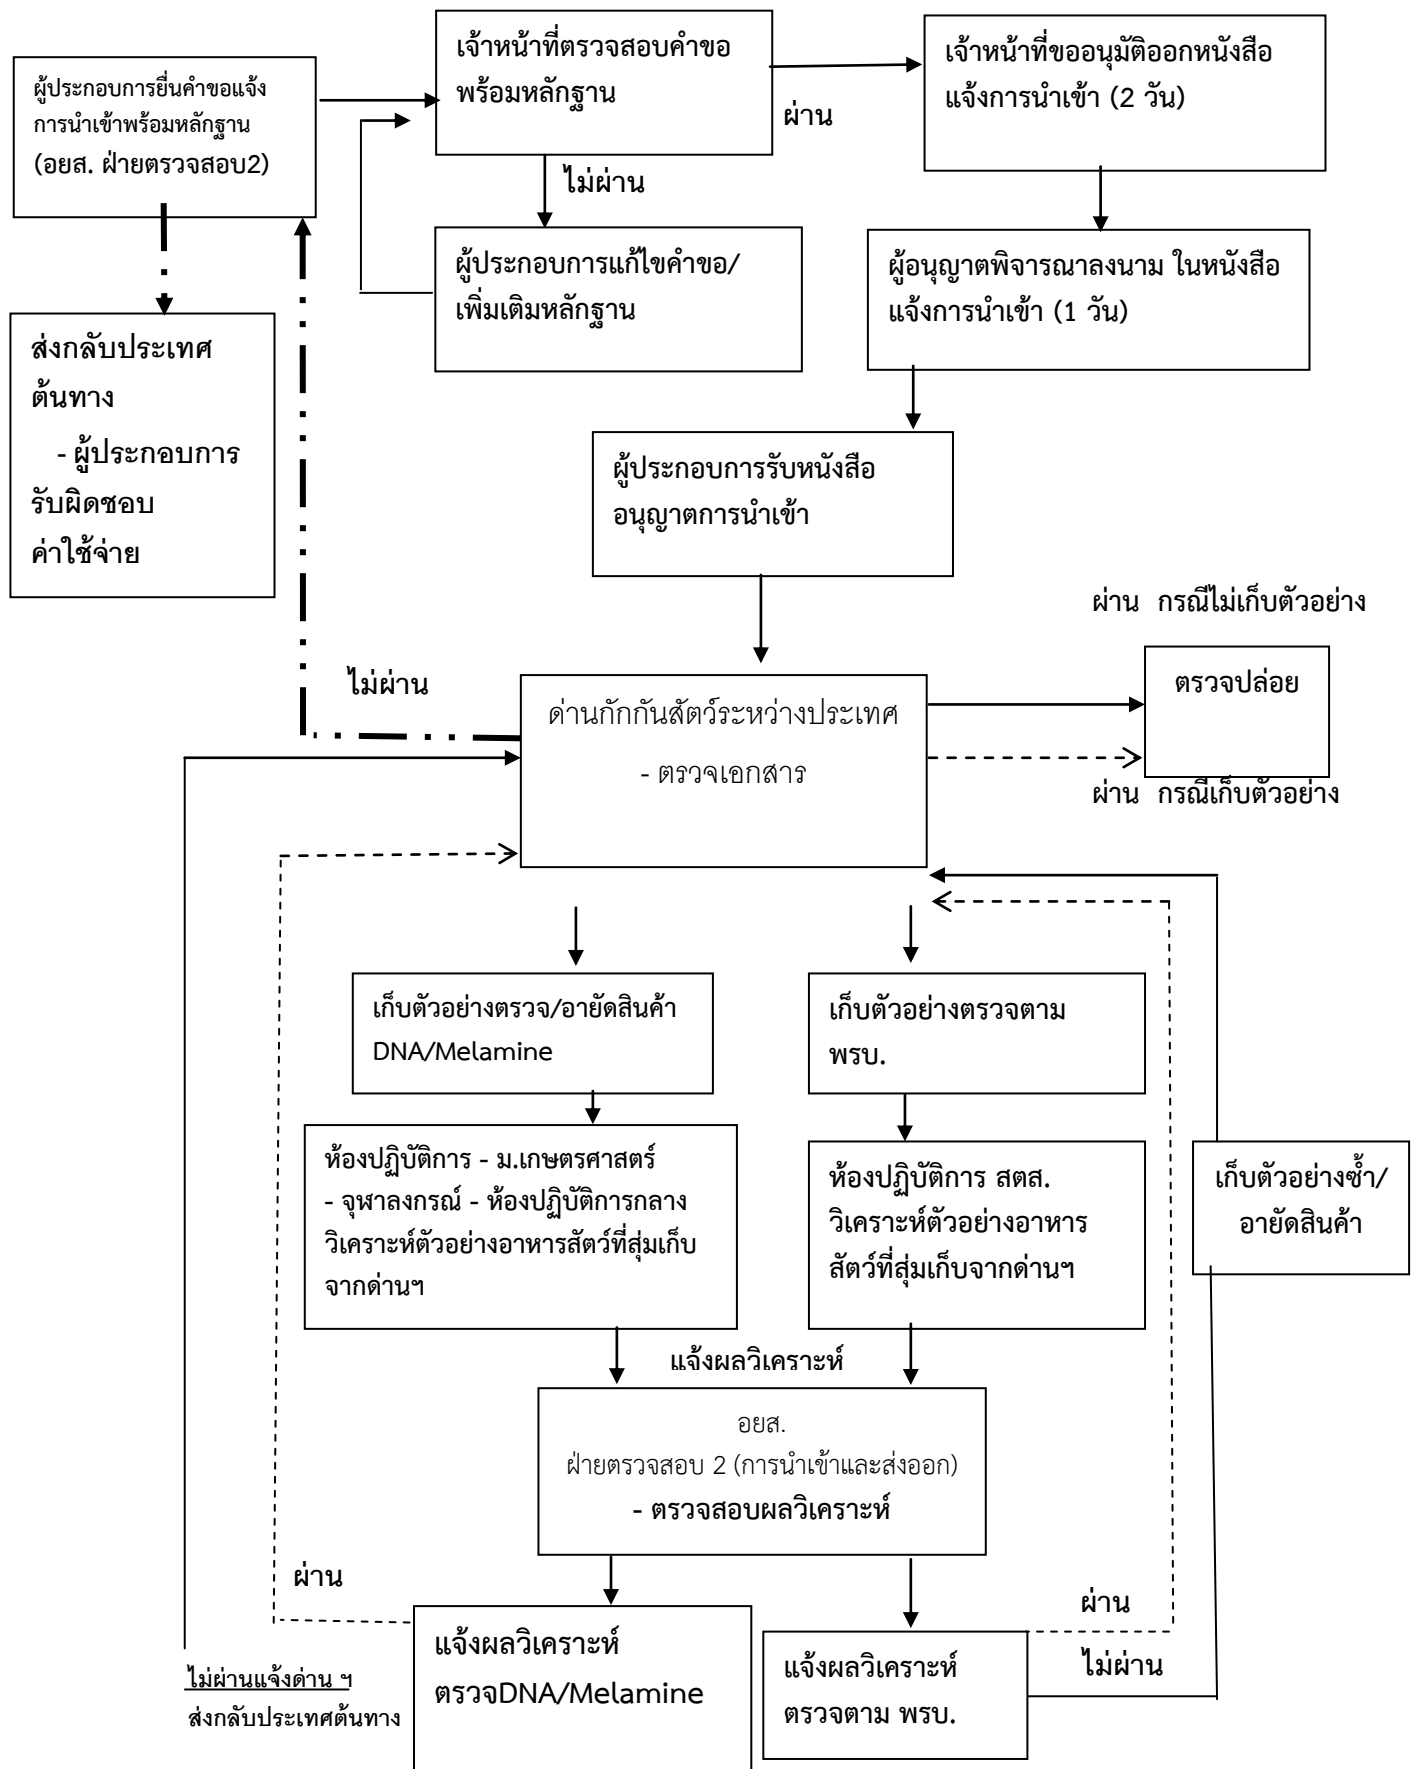 ผู้ประกอบการยื่นคำขอแจ้ง
การนำเข้าพร้อมหลักฐาน
(อยส. ฝ่ายตรวจสอบ2)
เจ้าหน้าที่ตรวจสอบคำขอ
พร้อมหลักฐาน
ผ่าน
เจ้าหน้าที่ขออนุมัติออกหนังสือ
แจ้งการนำเข้า (2 วัน)
ไม่ผ่าน
ผู้ประกอบการแก้ไขคำขอ/
เพิ่มเติมหลักฐาน
ผู้อนุญาตพิจารณาลงนาม ในหนังสือ
แจ้งการนำเข้า (1 วัน)
ส่งกลับประเทศ
ต้นทาง
- ผู้ประกอบการ
รับผิดชอบ
ค่าใช้จ่าย
ผู้ประกอบการรับหนังสือ
อนุญาตการนำเข้า
ผ่าน กรณีไม่เก็บตัวอย่าง
ไม่ผ่าน
ด่านกักกันสัตว์ระหว่างประเทศ
- ตรวจเอกสาร
ตรวจปล่อย
ผ่าน กรณีเก็บตัวอย่าง
เก็บตัวอย่างตรวจ/อายัดสินค้า
DNA/Melamine
เก็บตัวอย่างตรวจตาม
พรบ.
ห้องปฏิบัติการ - ม.เกษตรศาสตร์
- จุฬาลงกรณ์ - ห้องปฏิบัติการกลาง
วิเคราะห์ตัวอย่างอาหารสัตว์ที่สุ่มเก็บ
จากด่านฯ
ห้องปฏิบัติการ สตส.
วิเคราะห์ตัวอย่างอาหาร
สัตว์ที่สุ่มเก็บจากด่านฯ
เก็บตัวอย่างซ้ำ/
อายัดสินค้า
แจ้งผลวิเคราะห์
อยส.
ฝ่ายตรวจสอบ 2 (การนำเข้าและส่งออก)
- ตรวจสอบผลวิเคราะห์
ผ่าน
ผ่าน
แจ้งผลวิเคราะห์
ตรวจDNA/Melamine
แจ้งผลวิเคราะห์
ตรวจตาม พรบ.
ไม่ผ่าน
ไม่ผ่านแจ้งด่าน ฯ
ส่งกลับประเทศต้นทาง